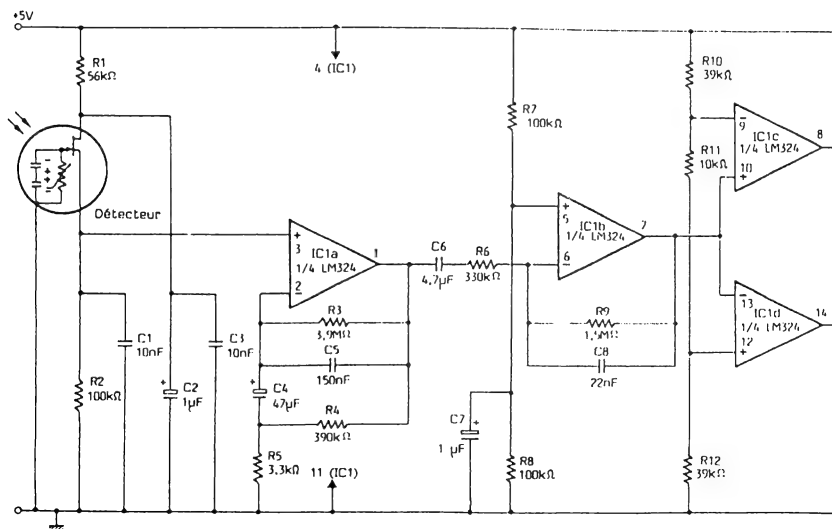 +5V
R1
56kΩ
4 (IC1)
R7
100kΩ
R10
39kΩ
R11
10kΩ
IC1c
1/4 LM324
9
10
8
Détecteur
IC1a
1/4 LM324
3
2
1
C6
4,7µF
R6
330kΩ
IC1b
1/4 LM324
5
6
7
IC1d
1/4 LM324
13
12
14
R3
3,9MΩ
C5
150nF
R9
1,5MΩ
C8
22nF
C1
10nF
C3
10nF
R2
100kΩ
C2
1µF
C4
47µF
R4
390kΩ
R5
3,3kΩ
11 (IC1)
C7
1 µF
R8
100kΩ
R12
39kΩ